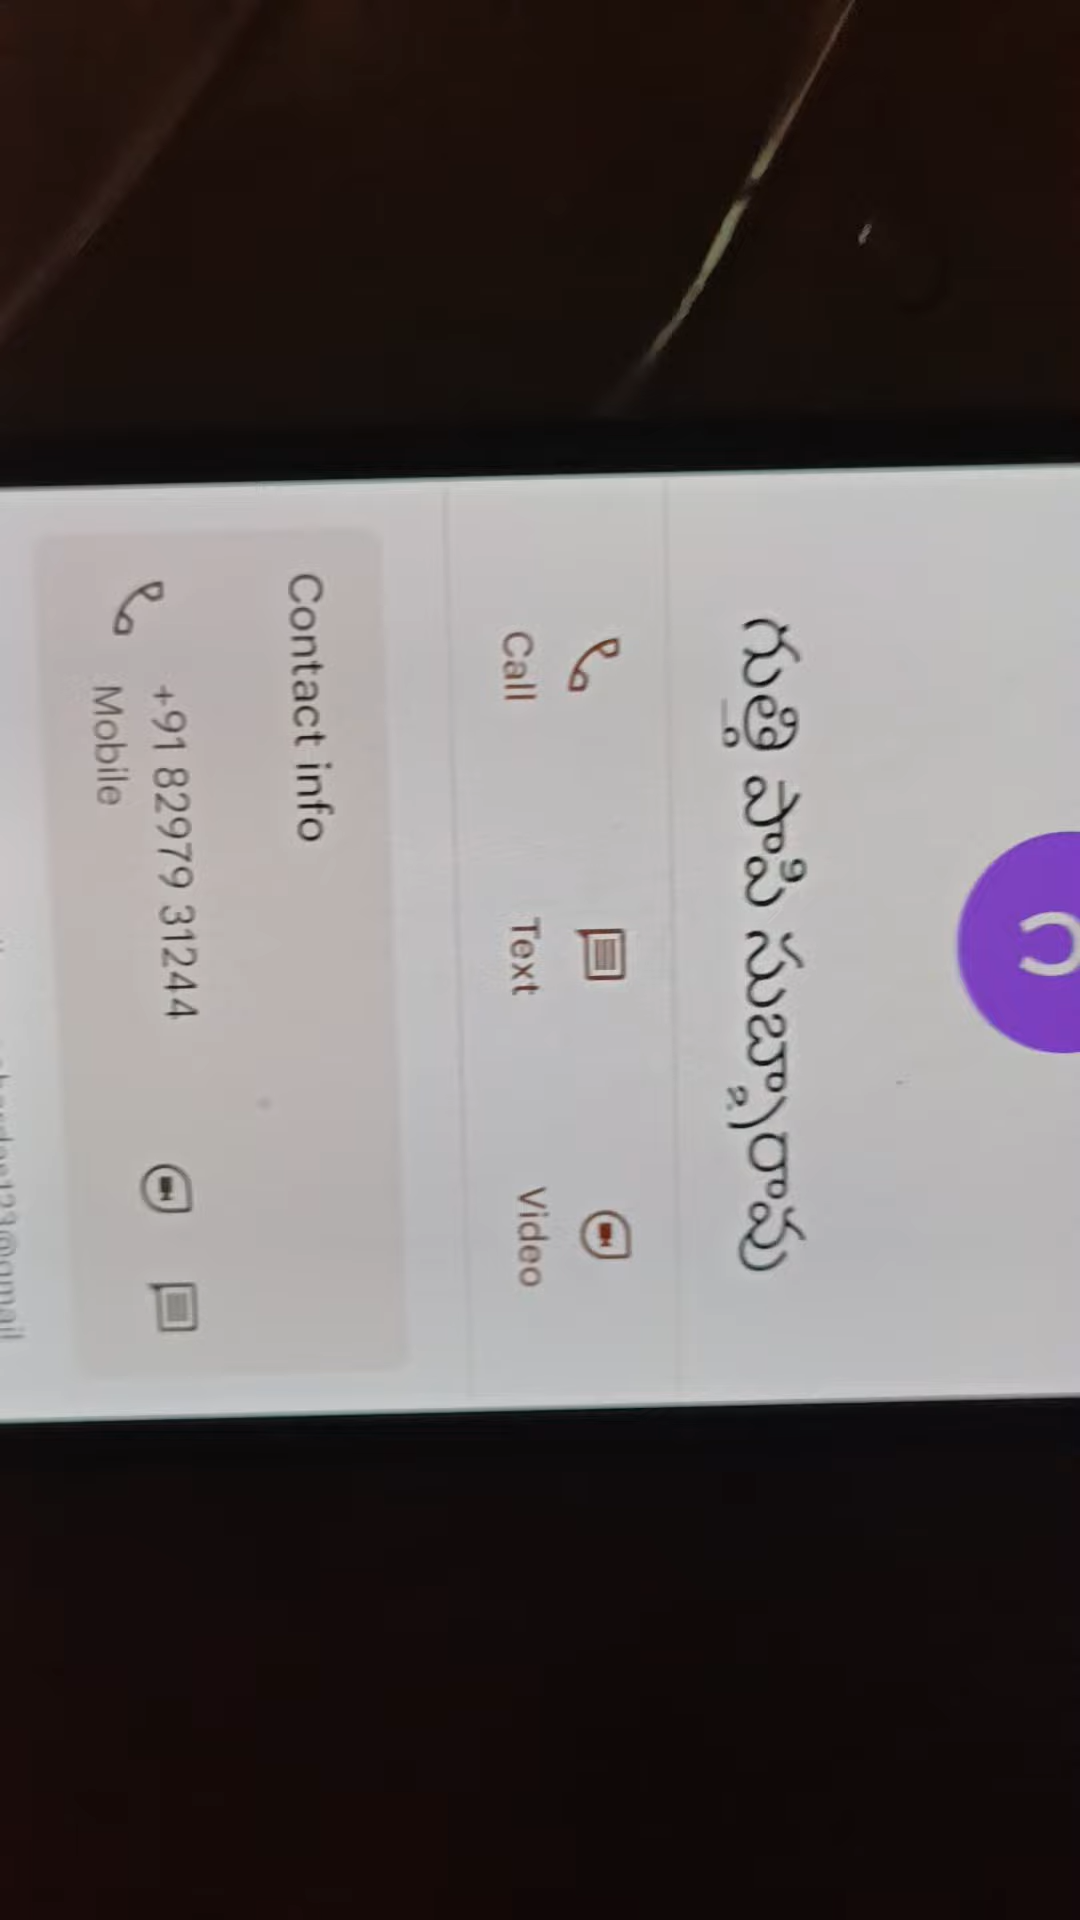 గ
గుత్తి పాపి సుబ్బారావు
Call Text Video
Contact info
+91 82979 31244
Mobile